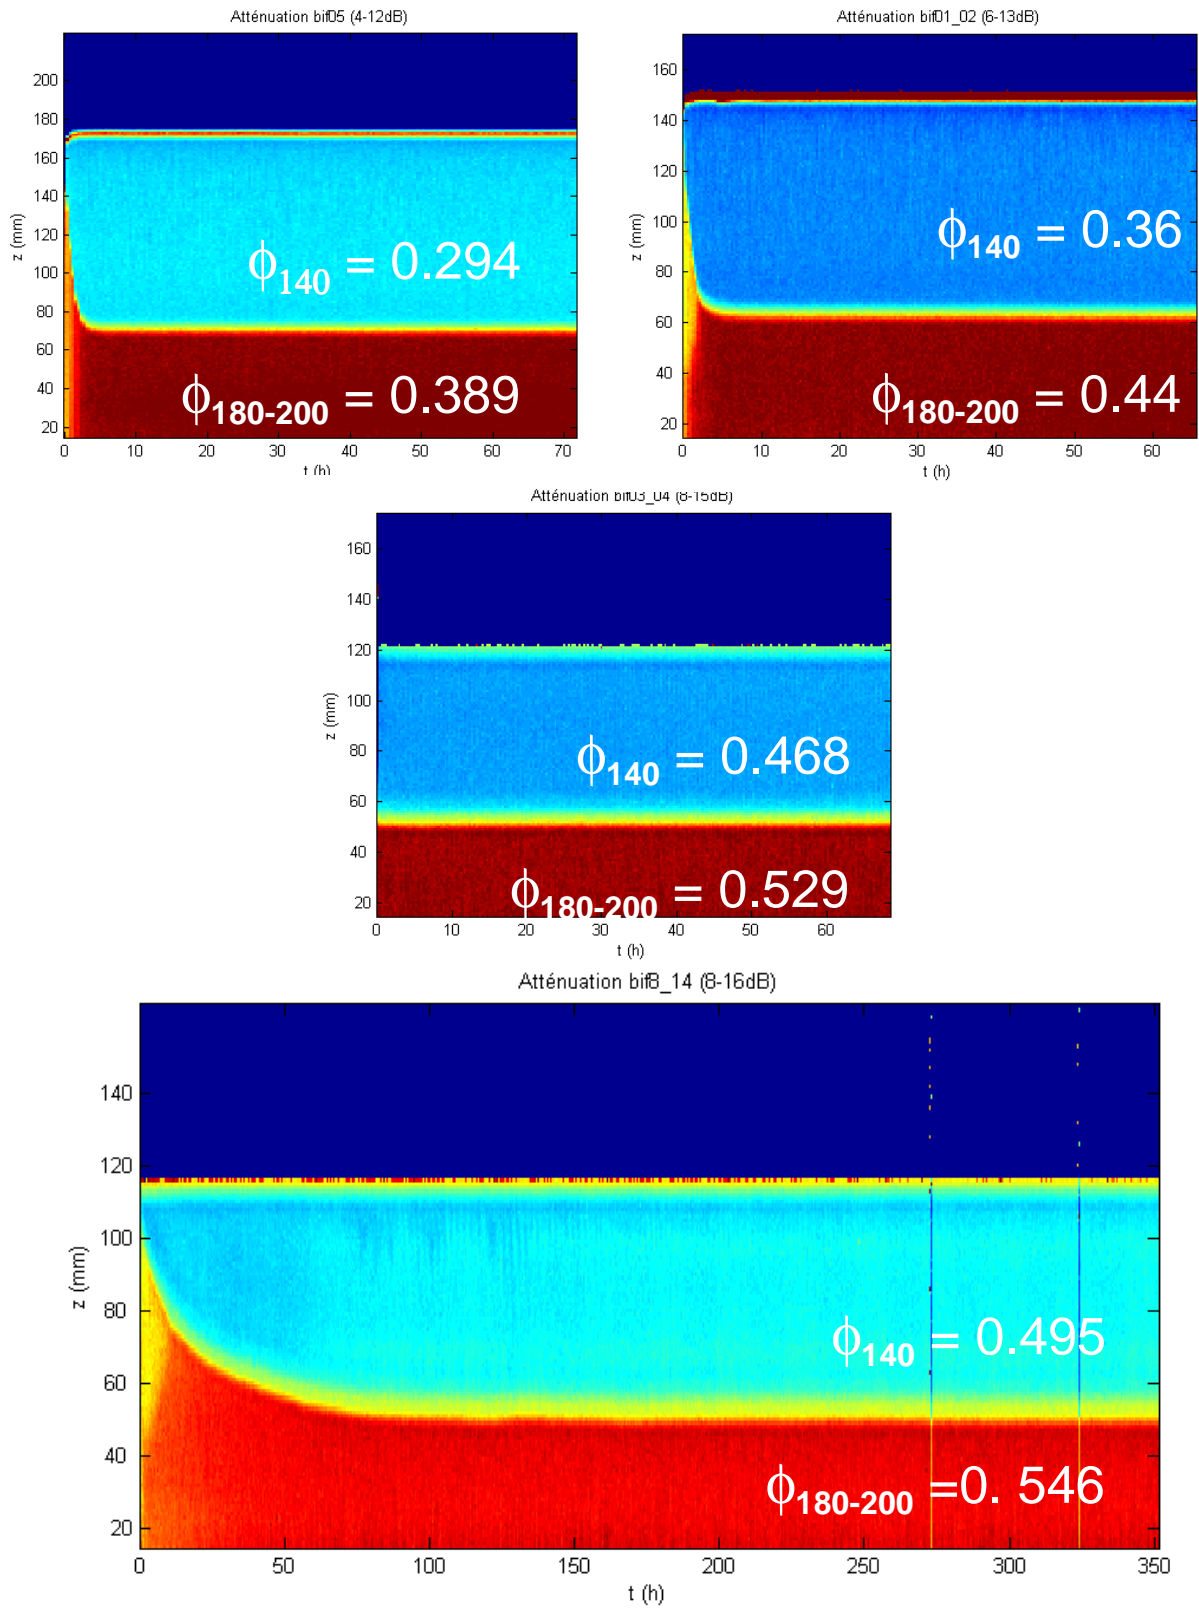 Atténuation bif05 (4-12dB)
200
180
160
140
120
100
80
60
40
20
z (mm)
ϕ140 = 0.294
ϕ180-200 = 0.389
0 10 20 30 40 50 60 70
t (h)
Atténuation bif01_02 (6-13dB)
160
140
120
100
80
60
40
20
z (mm)
ϕ140 = 0.36
ϕ180-200 = 0.44
0 10 20 30 40 50 60
t (h)
Atténuation bif03_04 (8-15dB)
160
140
120
100
80
60
40
20
z (mm)
ϕ140 = 0.468
ϕ180-200 = 0.529
0 10 20 30 40 50 60
t (h)
Atténuation bif8_14 (8-16dB)
140
120
100
80
60
40
20
z (mm)
ϕ140 = 0.495
ϕ180-200 =0. 546
0 50 100 150 200 250 300 350
t (h)